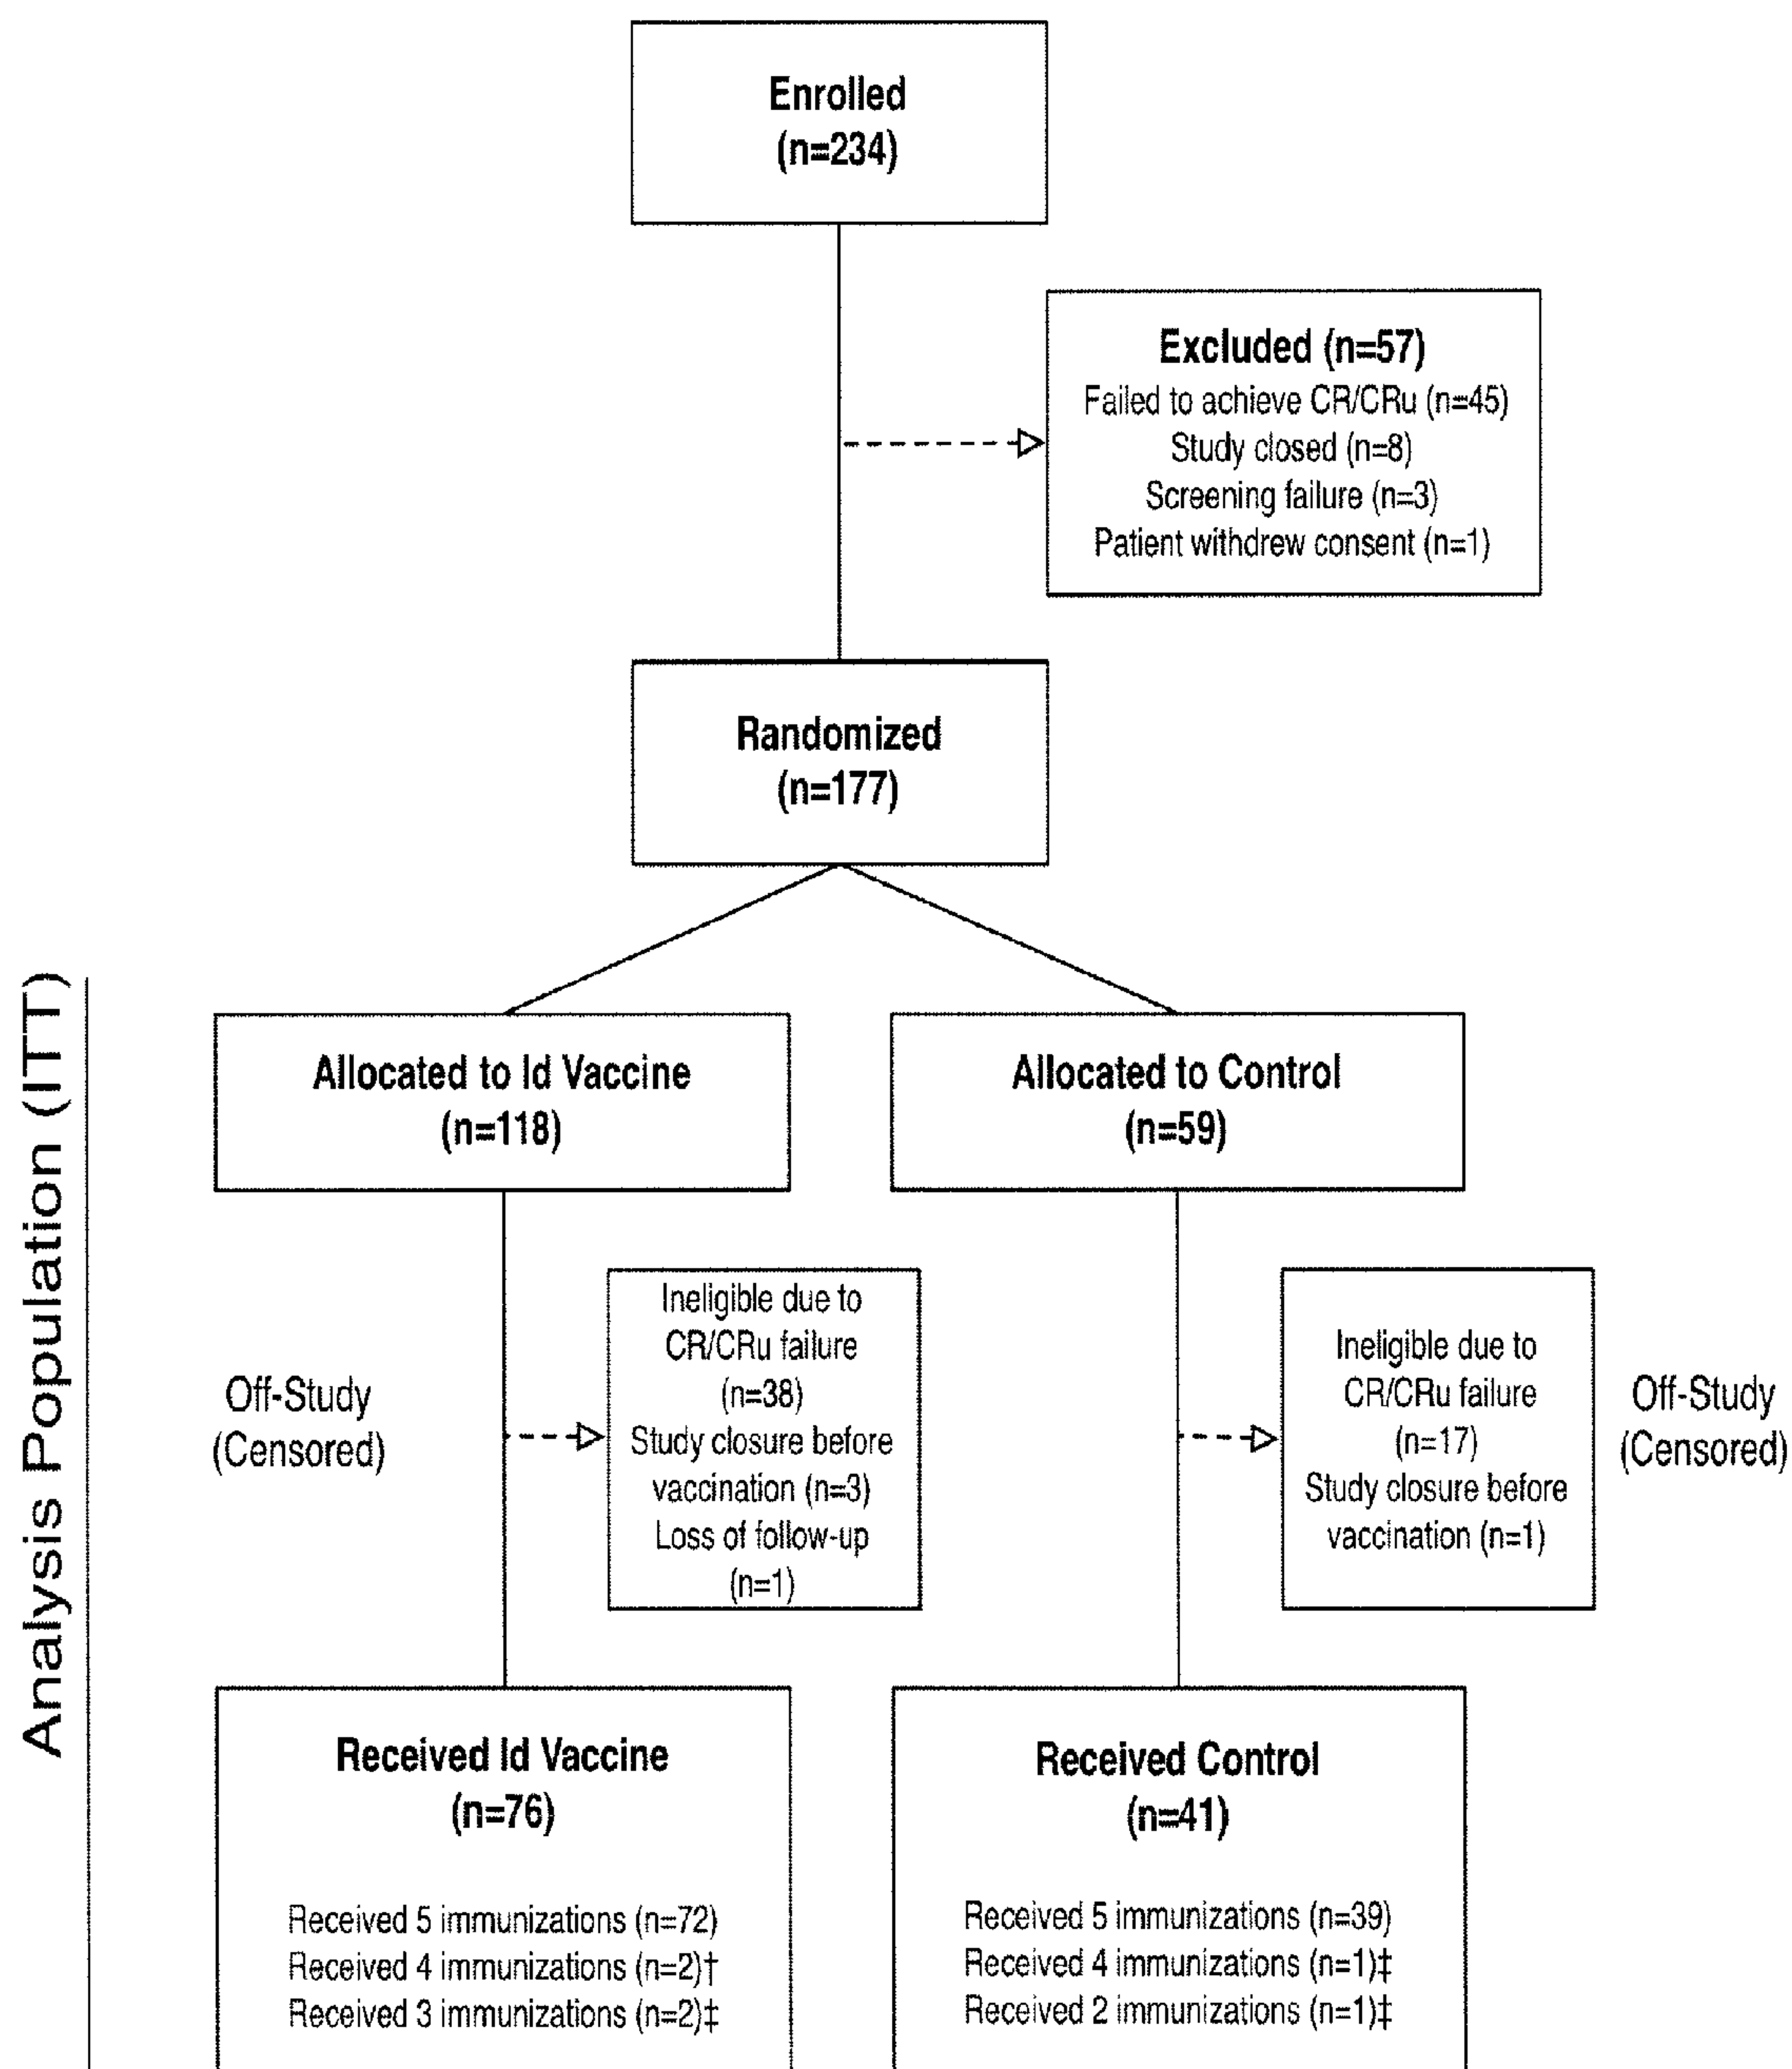 Enrolled
(n=234)
Excluded (n=57)
Failed to achieve CR/CRu (n=45)
Study closed (n=8)
Screening failure (n=3)
Patient withdrew consent (n=1)
Randomized
(n=177)
Analysis Population (ITT)
Allocated to Id Vaccine
(n=118)
Allocated to Control
(n=59)
Off-Study
(Censored)
Ineligible due to
CR/CRu failure
(n=38)
Study closure before
vaccination (n=3)
Loss of follow-up
(n=1)
Ineligible due to
CR/CRu failure
(n=17)
Study closure before
vaccination (n=1)
Off-Study
(Censored)
Received Id Vaccine
(n=76)
Received 5 immunizations (n=72)
Received 4 immunizations (n=2)†
Received 3 immunizations (n=2)‡
Received Control
(n=41)
Received 5 immunizations (n=39)
Received 4 immunizations (n=1)‡
Received 2 immunizations (n=1)‡